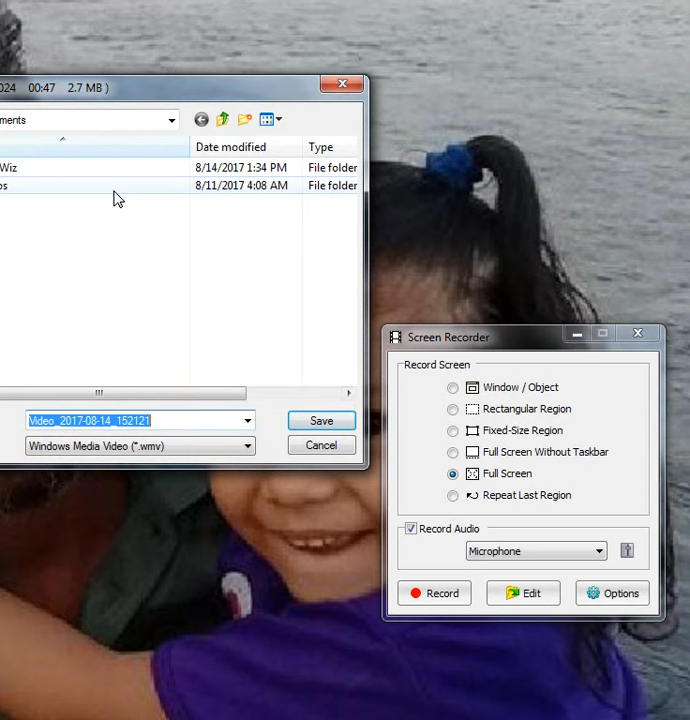 024 00:47 2.7 MB )
ments
Date modified Type
Wiz 8/14/2017 1:34 PM File folder
os 8/11/2017 4:08 AM File folder
Video_2017-08-14_152121 Save
Windows Media Video (*.wmv) Cancel
Screen Recorder
Record Screen
Window / Object
Rectangular Region
Fixed-Size Region
Full Screen Without Taskbar
Full Screen
Repeat Last Region
Record Audio
Microphone
Record Edit Options